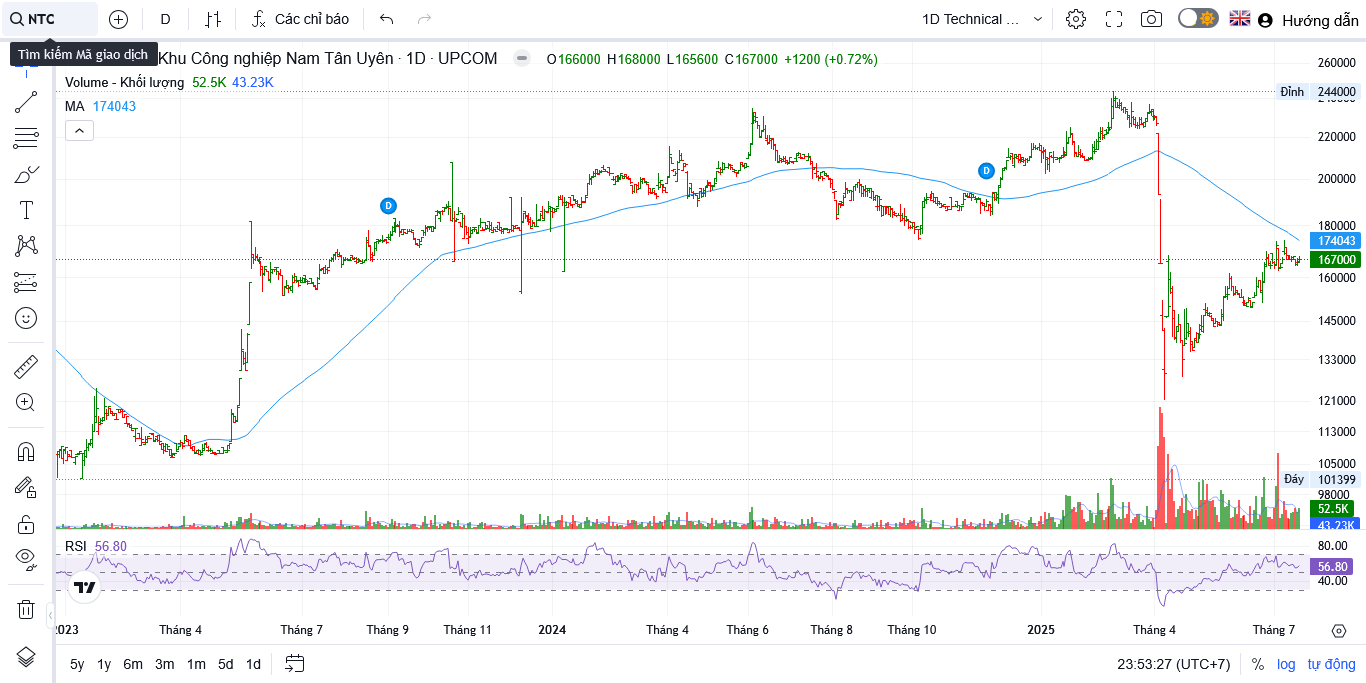 NTC D Các chỉ báo 1D Technical ... Hướng dẫn
Tìm kiếm Mã giao dịch
Khu Công nghiệp Nam Tân Uyên · 1D · UPCOM O166000 H168000 L165600 C167000 +1200 (+0.72%)
Volume - Khối lượng 52.5K 43.23K
MA 174043
260000
Đỉnh 244000
220000
200000
D
D
180000
174043
167000
160000
145000
133000
121000
113000
105000
Đáy 101399
98000
52.5K
43.23K
RSI 56.80
80.00
56.80
40.00
2023 Tháng 4 Tháng 7 Tháng 9 Tháng 11 2024 Tháng 4 Tháng 6 Tháng 8 Tháng 10 2025 Tháng 4 Tháng 7
5y 1y 6m 3m 1m 5d 1d 23:53:27 (UTC+7) % log tự động